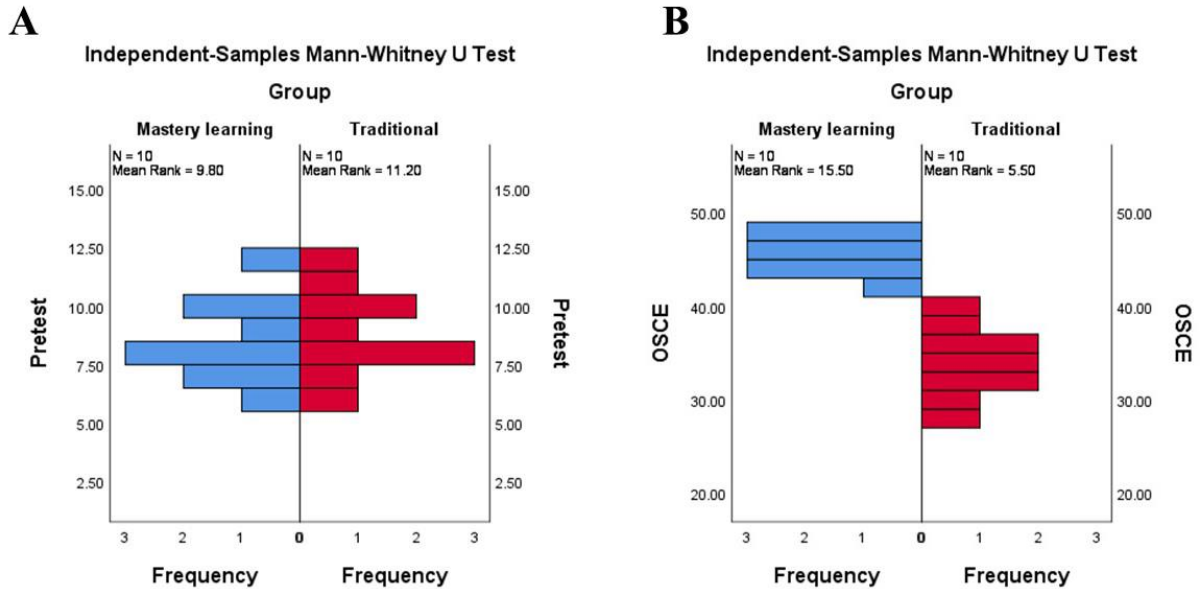 A
Independent-Samples Mann-Whitney U Test
Group
Mastery learning Traditional
N = 10 N = 10
Mean Rank = 9.80 Mean Rank = 11.20
15.00 15.00
12.50 12.50
10.00 10.00
7.50 7.50
5.00 5.00
2.50 2.50
Pretest
Pretest
3 2 1 0 1 2 3
Frequency Frequency
B
Independent-Samples Mann-Whitney U Test
Group
Mastery learning Traditional
N = 10 N = 10
Mean Rank = 15.50 Mean Rank = 5.50
50.00 50.00
40.00 40.00
30.00 30.00
20.00 20.00
OSCE
OSCE
3 2 1 0 1 2 3
Frequency Frequency